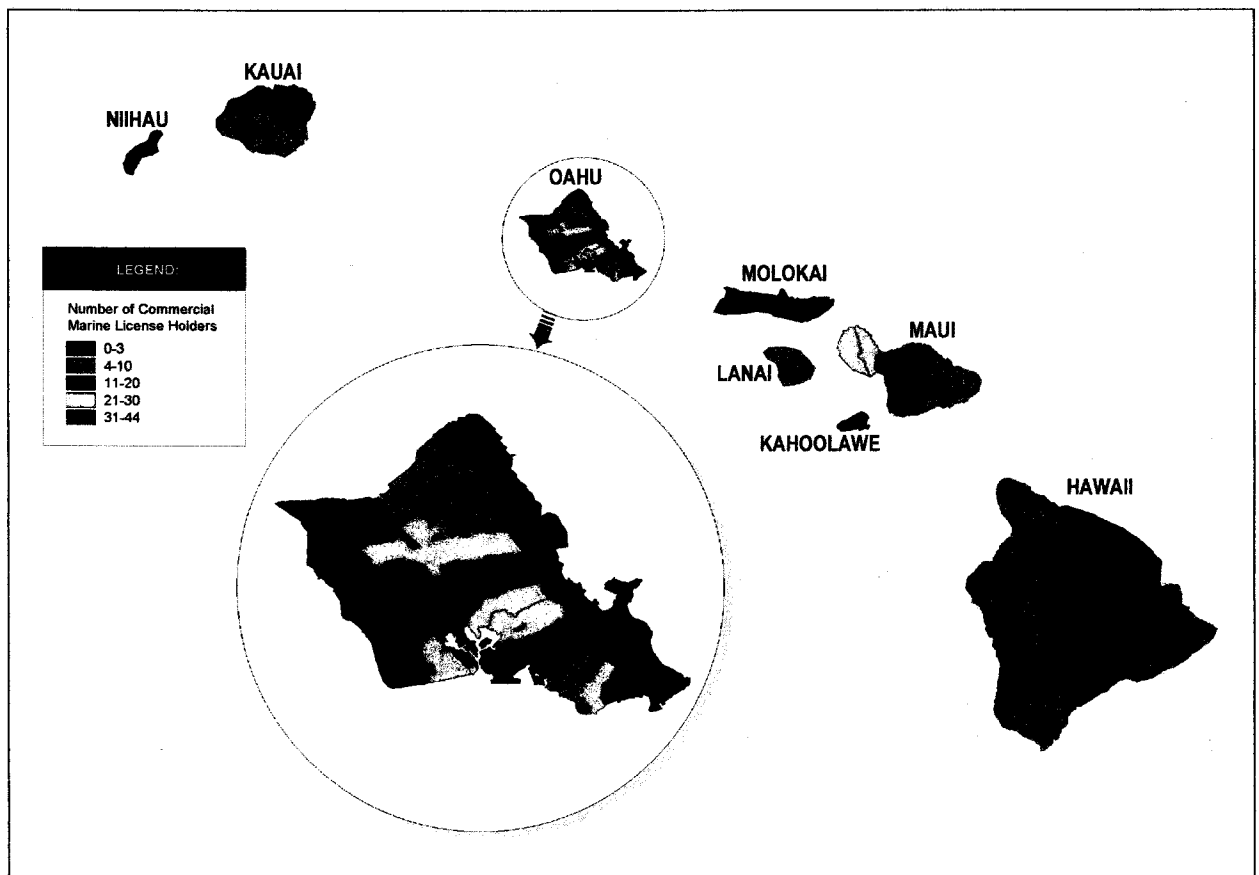 KAUAI
NIIHAU
OAHU
LEGEND:
MOLOKAI
Number of Commercial
Marine License Holders
MAUI
0-3
4-10
LANAI
11-20
21-30
31-44
KAHOOLAWE
HAWAII